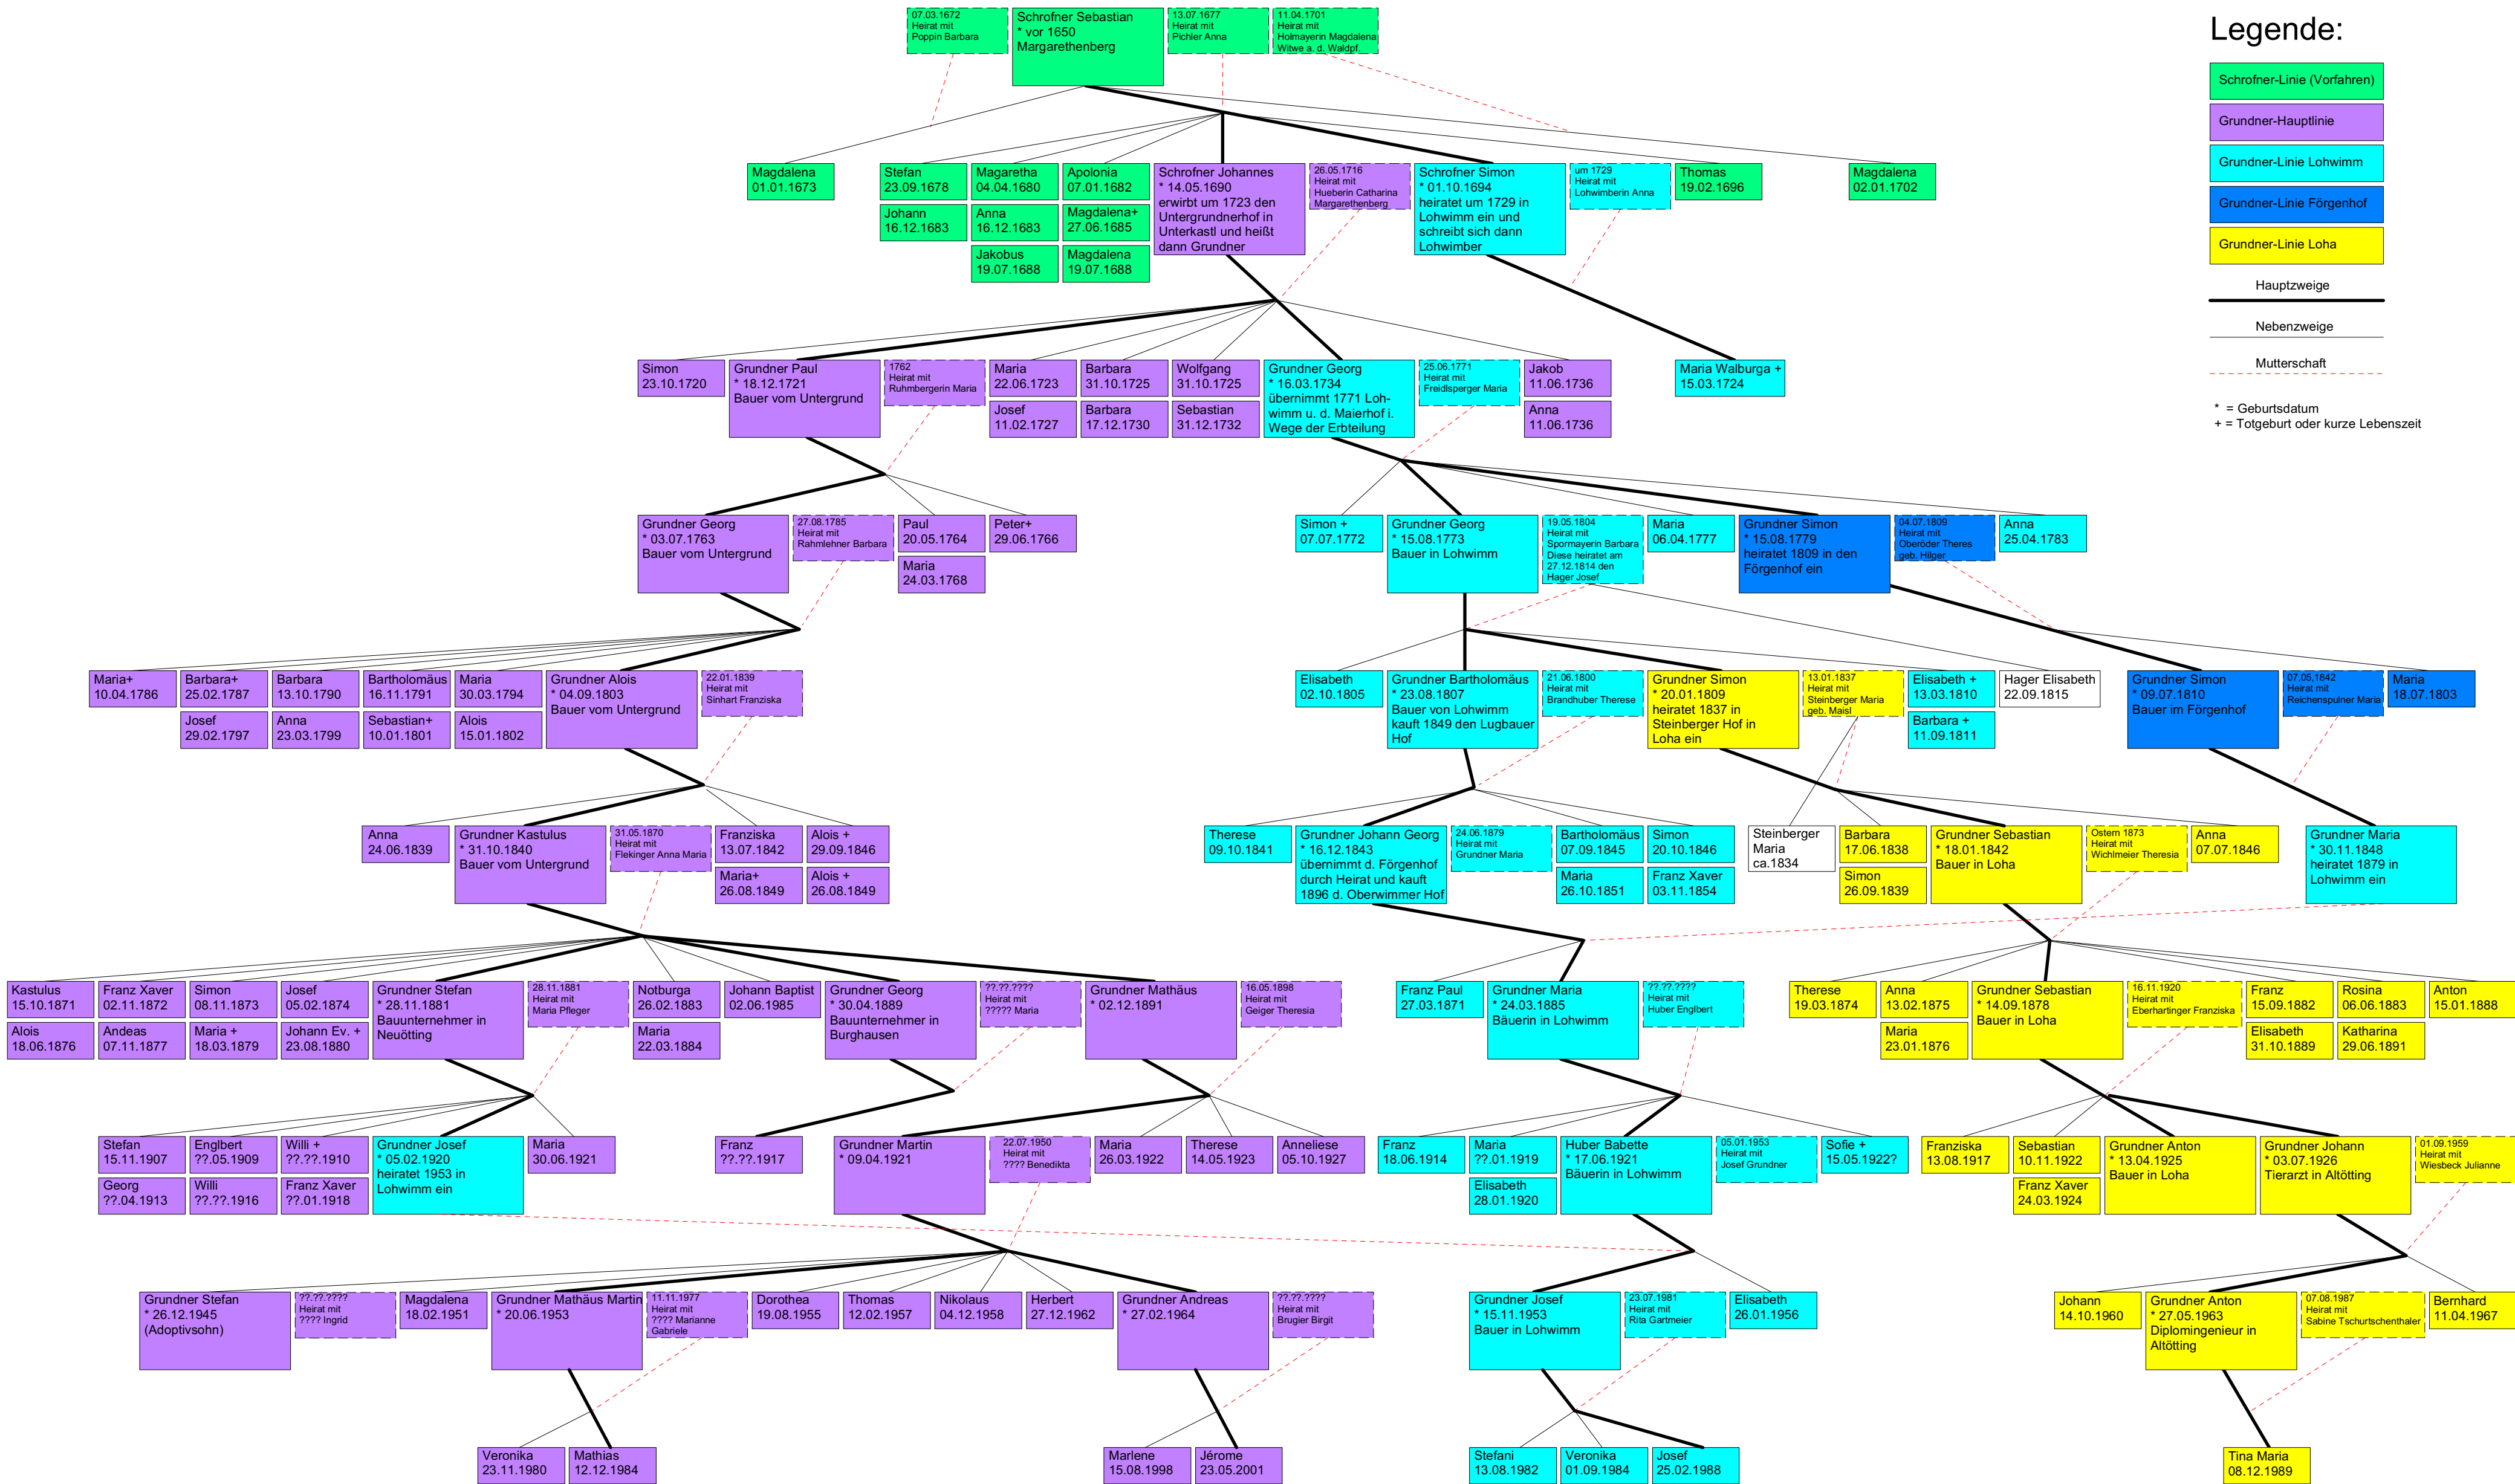 07.03.1672
Heirat mit
Poppin Barbara
Schrofner Sebastian
* vor 1650
Margarethenberg
13.07.1677
Heirat mit
Pichler Anna
11.04.1701
Heirat mit
Holmayerin Magdalena
Witwe a. d. Waldpf.
Legende:
Schrofner-Linie (Vorfahren)
Grundner-Hauptlinie
Grundner-Linie Lohwimm
Grundner-Linie Förgenhof
Grundner-Linie Loha
Hauptzweige
Nebenzweige
Mutterschaft
* = Geburtsdatum
+ = Totgeburt oder kurze Lebenszeit
Magdalena
01.01.1673
Stefan
23.09.1678
Magaretha
04.04.1680
Apolonia
07.01.1682
Johann
16.12.1683
Anna
16.12.1683
Magdalena+
27.06.1685
Jakobus
19.07.1688
Magdalena
19.07.1688
Schrofner Johannes
* 14.05.1690
erwirbt um 1723 den
Untergrundnerhof in
Unterkastl und heißt
dann Grundner
26.05.1716
Heirat mit
Hueberin Catharina
Margarethenberg
Schrofner Simon
* 01.10.1694
heiratet um 1729 in
Lohwimm ein und
schreibt sich dann
Lohwimber
um 1729
Heirat mit
Lohwimberin Anna
Thomas
19.02.1696
Magdalena
02.01.1702
Simon
23.10.1720
Grundner Paul
* 18.12.1721
Bauer vom Untergrund
1762
Heirat mit
Ruhmbergerin Maria
Maria
22.06.1723
Barbara
31.10.1725
Wolfgang
31.10.1725
Josef
11.02.1727
Barbara
17.12.1730
Sebastian
31.12.1732
Grundner Georg
* 16.03.1734
übernimmt 1771 Loh-
wimm u. d. Maierhof i.
Wege der Erbteilung
25.06.1771
Heirat mit
Freidlsperger Maria
Jakob
11.06.1736
Anna
11.06.1736
Maria Walburga +
15.03.1724
Grundner Georg
* 03.07.1763
Bauer vom Untergrund
27.08.1785
Heirat mit
Rahmlehner Barbara
Paul
20.05.1764
Peter+
29.06.1766
Maria
24.03.1768
Simon +
07.07.1772
Grundner Georg
* 15.08.1773
Bauer in Lohwimm
19.05.1804
Heirat mit
Spormayerin Barbara
Diese heiratet am
27.12.1814 den
Hager Josef
Maria
06.04.1777
Grundner Simon
* 15.08.1779
heiratet 1809 in den
Förgenhof ein
04.07.1809
Heirat mit
Oberöder Theres
geb. Hilger
Anna
25.04.1783
Maria+
10.04.1786
Barbara+
25.02.1787
Barbara
13.10.1790
Bartholomäus
16.11.1791
Maria
30.03.1794
Josef
29.02.1797
Anna
23.03.1799
Sebastian+
10.01.1801
Alois
15.01.1802
Grundner Alois
* 04.09.1803
Bauer vom Untergrund
22.01.1839
Heirat mit
Sinhart Franziska
Elisabeth
02.10.1805
Grundner Bartholomäus
* 23.08.1807
Bauer von Lohwimm
kauft 1849 den Lugbauer
Hof
21.06.1800
Heirat mit
Brandhuber Therese
Grundner Simon
* 20.01.1809
heiratet 1837 in
Steinberger Hof in
Loha ein
13.01.1837
Heirat mit
Steinberger Maria
geb. Maisl
Elisabeth +
13.03.1810
Barbara +
11.09.1811
Hager Elisabeth
22.09.1815
Grundner Simon
* 09.07.1810
Bauer im Förgenhof
07,05,1842
Heirat mit
Reichenspulner Maria
Maria
18.07.1803
Anna
24.06.1839
Grundner Kastulus
* 31.10.1840
Bauer vom Untergrund
31.05.1870
Heirat mit
Flekinger Anna Maria
Franziska
13.07.1842
Alois +
29.09.1846
Maria+
26.08.1849
Alois +
26.08.1849
Therese
09.10.1841
Grundner Johann Georg
* 16.12.1843
übernimmt d. Förgenhof
durch Heirat und kauft
1896 d. Oberwimmer Hof
24.06.1879
Heirat mit
Grundner Maria
Bartholomäus
07.09.1845
Simon
20.10.1846
Maria
26.10.1851
Franz Xaver
03.11.1854
Steinberger
Maria
ca.1834
Barbara
17.06.1838
Simon
26.09.1839
Grundner Sebastian
* 18.01.1842
Bauer in Loha
Ostern 1873
Heirat mit
Wichlmeier Theresia
Anna
07.07.1846
Grundner Maria
* 30.11.1848
heiratet 1879 in
Lohwimm ein
Kastulus
15.10.1871
Franz Xaver
02.11.1872
Simon
08.11.1873
Josef
05.02.1874
Alois
18.06.1876
Andeas
07.11.1877
Maria +
18.03.1879
Johann Ev. +
23.08.1880
Grundner Stefan
* 28.11.1881
Bauunternehmer in
Neuötting
28.11.1881
Heirat mit
Maria Pfleger
Notburga
26.02.1883
Maria
22.03.1884
Johann Baptist
02.06.1985
Grundner Georg
* 30.04.1889
Bauunternehmer in
Burghausen
??.??.????
Heirat mit
????? Maria
Grundner Mathäus
* 02.12.1891
16.05.1898
Heirat mit
Geiger Theresia
Franz Paul
27.03.1871
Grundner Maria
* 24.03.1885
Bäuerin in Lohwimm
??.??.????
Heirat mit
Huber Englbert
Therese
19.03.1874
Anna
13.02.1875
Maria
23.01.1876
Grundner Sebastian
* 14.09.1878
Bauer in Loha
16.11.1920
Heirat mit
Eberhartinger Franziska
Franz
15.09.1882
Rosina
06.06.1883
Anton
15.01.1888
Elisabeth
31.10.1889
Katharina
29.06.1891
Stefan
15.11.1907
Englbert
??.05.1909
Willi +
??.??.1910
Georg
??.04.1913
Willi
??.??.1916
Franz Xaver
??.01.1918
Grundner Josef
* 05.02.1920
heiratet 1953 in
Lohwimm ein
Maria
30.06.1921
Franz
??.??.1917
Grundner Martin
* 09.04.1921
22.07.1950
Heirat mit
???? Benedikta
Maria
26.03.1922
Therese
14.05.1923
Anneliese
05.10.1927
Franz
18.06.1914
Maria
??.01.1919
Elisabeth
28.01.1920
Huber Babette
* 17.06.1921
Bäuerin in Lohwimm
05.01.1953
Heirat mit
Josef Grundner
Sofie +
15.05.1922?
Franziska
13.08.1917
Sebastian
10.11.1922
Franz Xaver
24.03.1924
Grundner Anton
* 13.04.1925
Bauer in Loha
Grundner Johann
* 03.07.1926
Tierarzt in Altötting
01.09.1959
Heirat mit
Wiesbeck Julianne
Grundner Stefan
* 26.12.1945
(Adoptivsohn)
??.??.????
Heirat mit
???? Ingrid
Magdalena
18.02.1951
Grundner Mathäus Martin
* 20.06.1953
11.11.1977
Heirat mit
???? Marianne
Gabriele
Dorothea
19.08.1955
Thomas
12.02.1957
Nikolaus
04.12.1958
Herbert
27.12.1962
Grundner Andreas
* 27.02.1964
??.??.????
Heirat mit
Brugier Birgit
Grundner Josef
* 15.11.1953
Bauer in Lohwimm
23.07.1981
Heirat mit
Rita Gartmeier
Elisabeth
26.01.1956
Johann
14.10.1960
Grundner Anton
* 27.05.1963
Diplomingenieur in
Altötting
07.08.1987
Heirat mit
Sabine Tschurtschenthaler
Bernhard
11.04.1967
Veronika
23.11.1980
Mathias
12.12.1984
Marlene
15.08.1998
Jérome
23.05.2001
Stefani
13.08.1982
Veronika
01.09.1984
Josef
25.02.1988
Tina Maria
08.12.1989